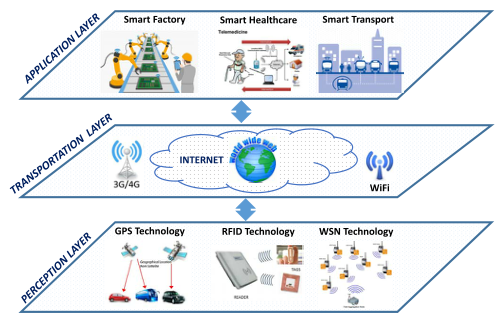 APPLICATION LAYER
Smart Factory
Smart Healthcare
Smart Transport
Telemedicine
TRANSPORTATION LAYER
3G/4G
INTERNET
world wide web
WiFi
PERCEPTION LAYER
GPS Technology
RFID Technology
WSN Technology
READER
TAGS